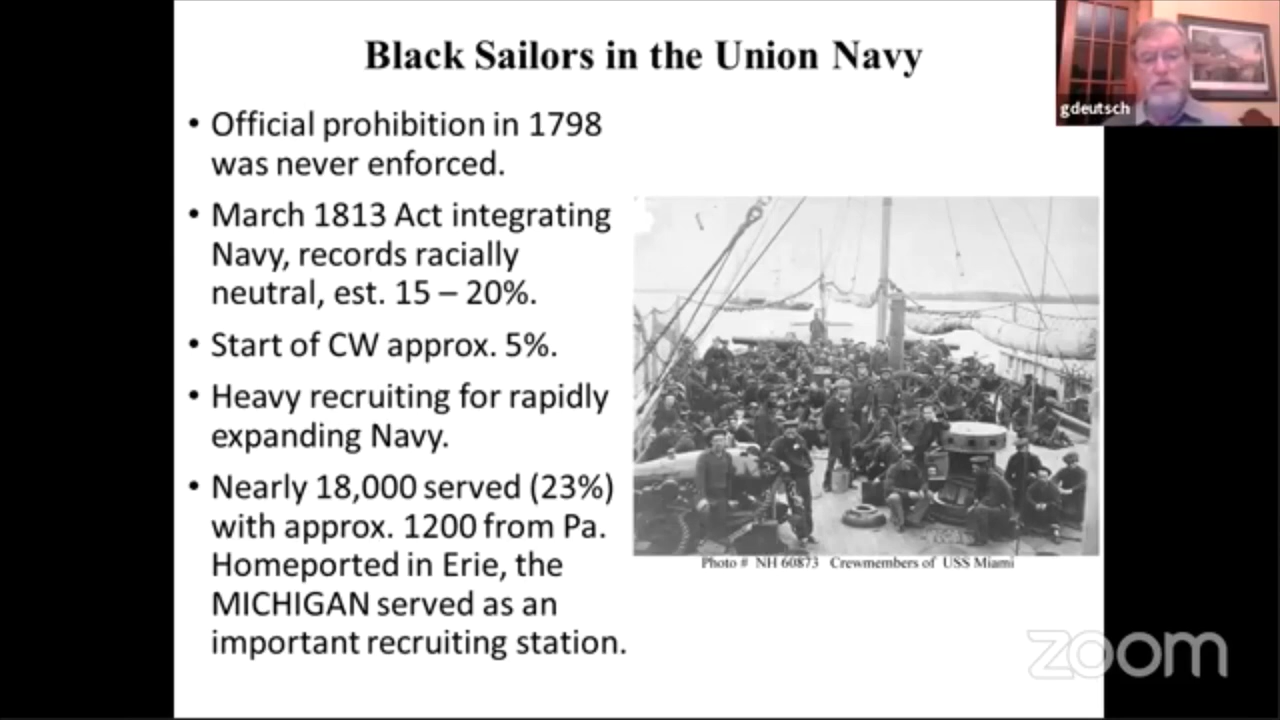 Black Sailors in the Union Navy
gdeutsch
• Official prohibition in 1798
was never enforced.
• March 1813 Act integrating
Navy, records racially
neutral, est. 15 – 20%.
• Start of CW approx. 5%.
• Heavy recruiting for rapidly
expanding Navy.
• Nearly 18,000 served (23%)
with approx. 1200 from Pa.
Homeported in Erie, the
MICHIGAN served as an
important recruiting station.
Photo # NH 60873 Crewmembers of USS Miami
zoom